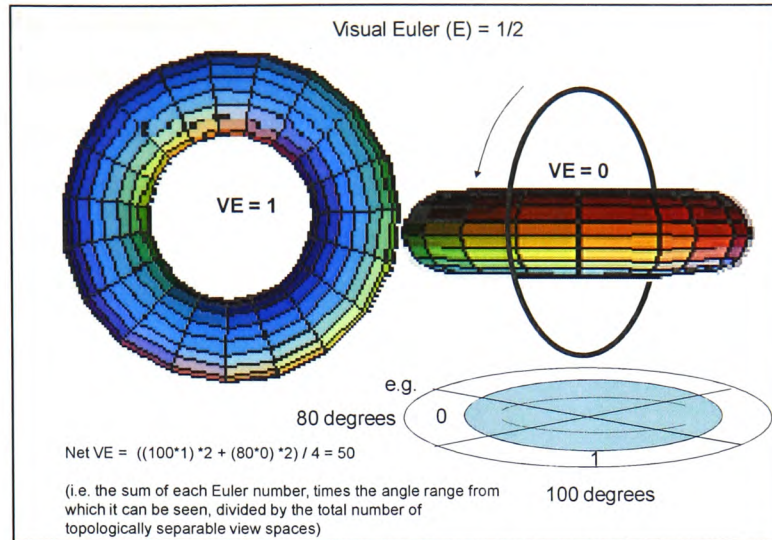 Visual Euler (E) = 1/2
VE = 1
VE = 0
e.g.
80 degrees
0
1
100 degrees
Net VE = ((100*1) *2 + (80*0) *2) / 4 = 50
(i.e. the sum of each Euler number, times the angle range from
which it can be seen, divided by the total number of
topologically separable view spaces)